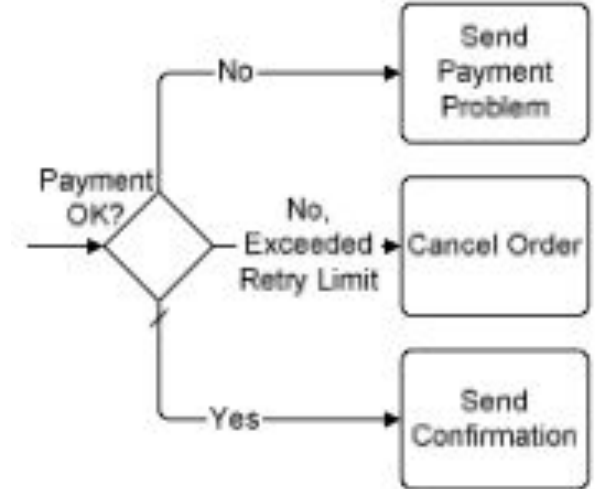 Send
Payment
Problem
No
Payment
OK?
No,
Exceeded
Retry Limit
Cancel Order
Yes
Send
Confirmation